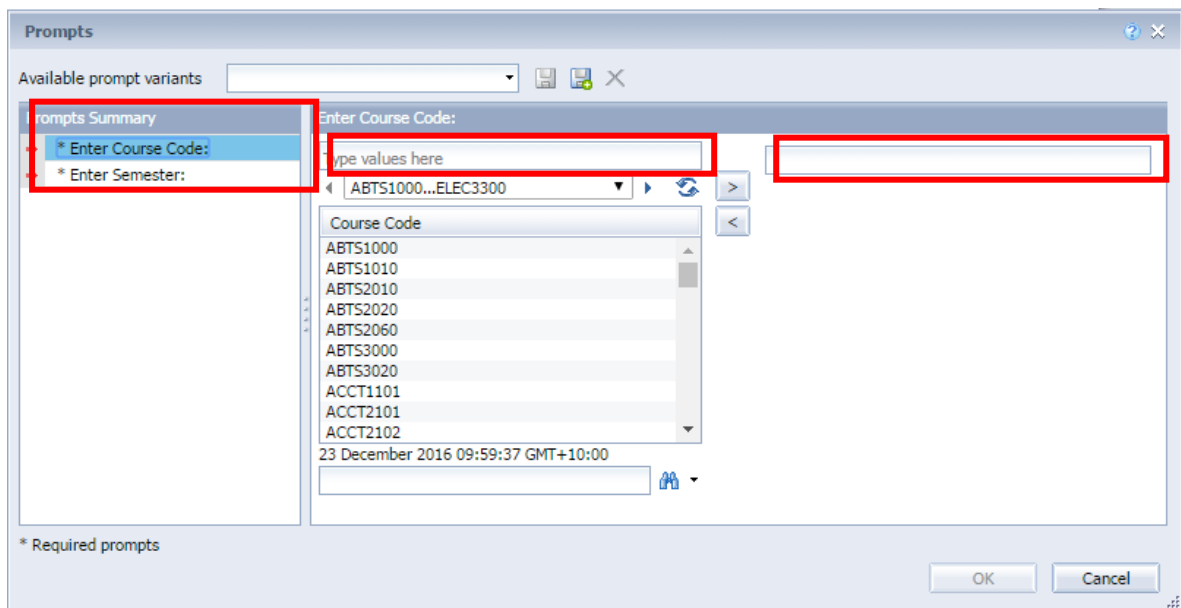 Prompts
Available prompt variants
Prompts Summary
* Enter Course Code:
* Enter Semester:
Enter Course Code:
Type values here
ABTS1000...ELEC3300
>
<
Course Code
ABTS1000
ABTS1010
ABTS2010
ABTS2020
ABTS2060
ABTS3000
ABTS3020
ACCT1101
ACCT2101
ACCT2102
23 December 2016 09:59:37 GMT+10:00
* Required prompts
OK
Cancel